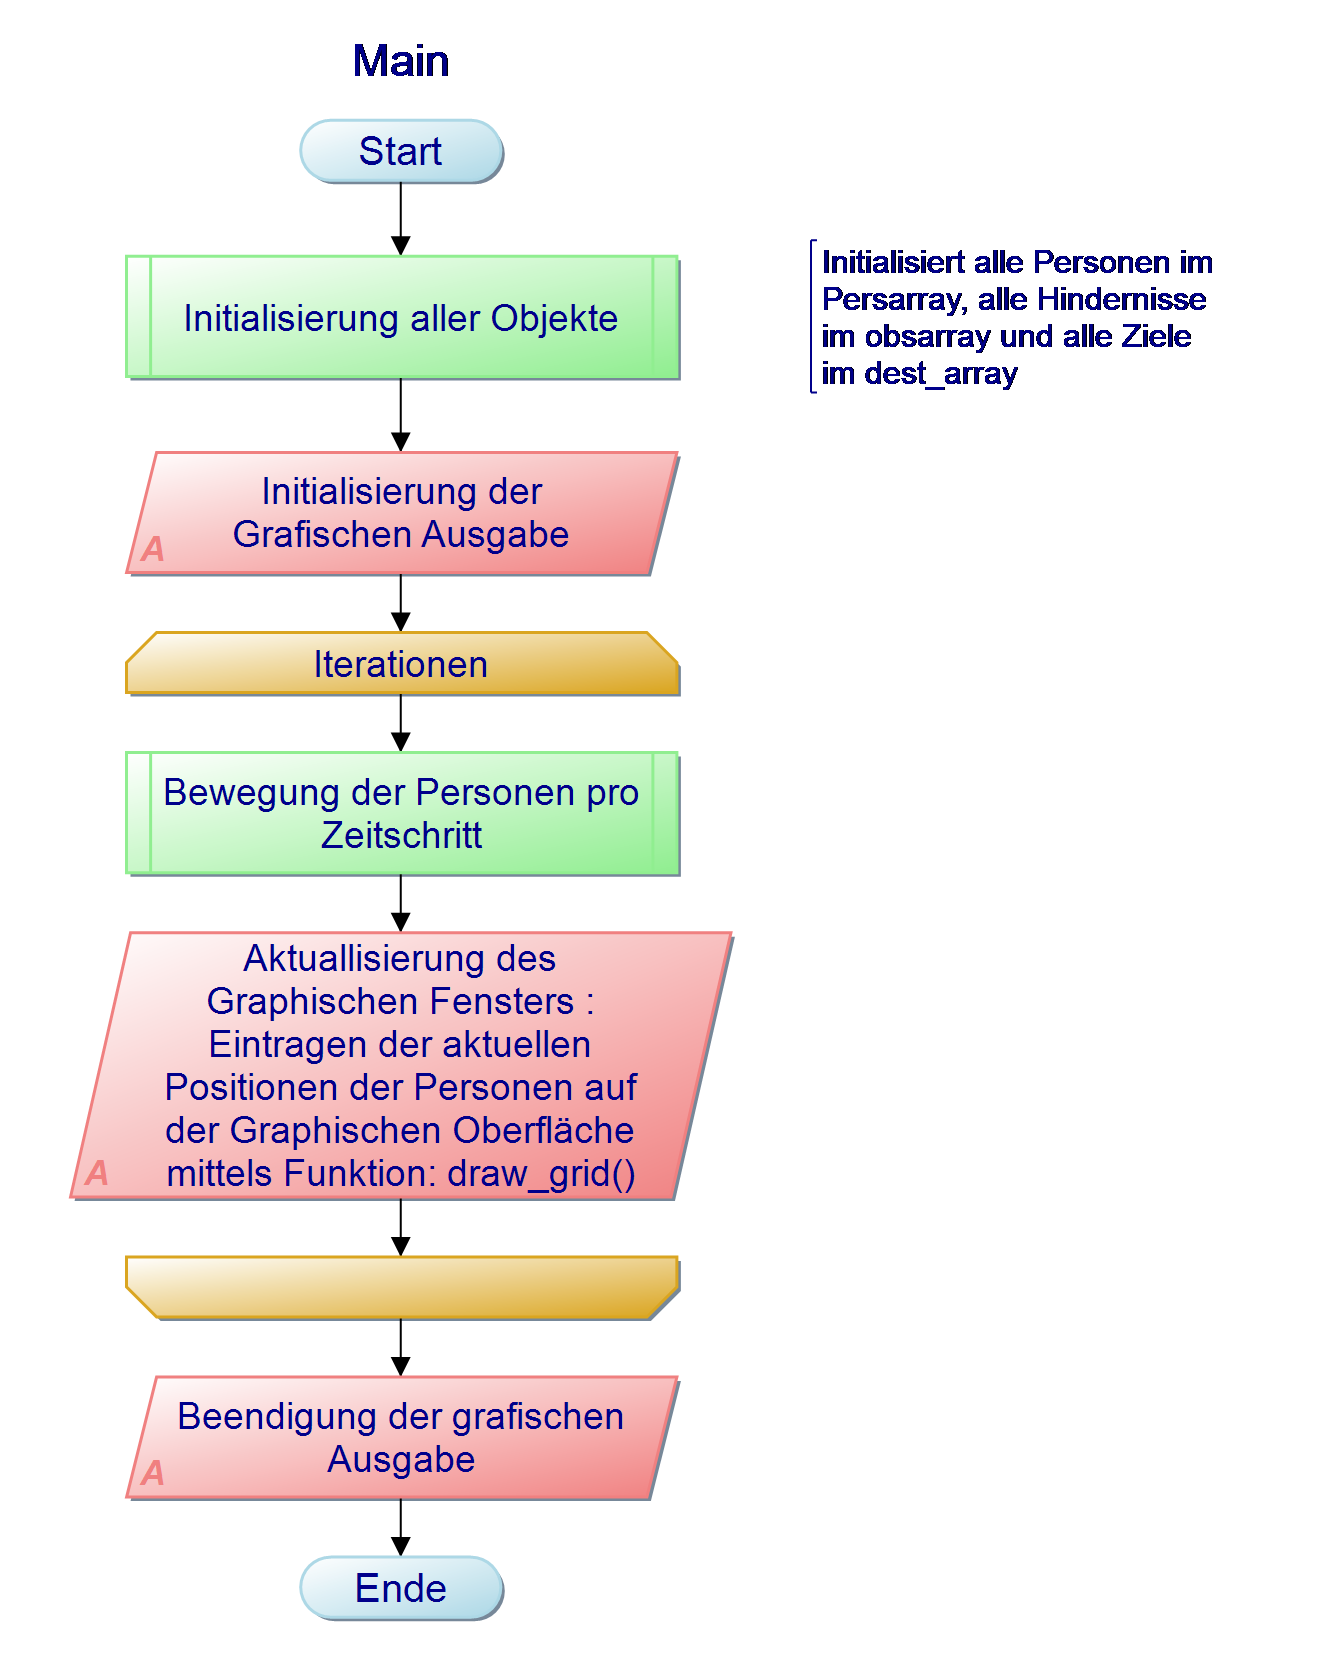 Main
Start
Initialisierung aller Objekte
Initialisiert alle Personen im
Persarray, alle Hindernisse
im obsarray und alle Ziele
im dest_array
Initialisierung der
Grafischen Ausgabe
A
Iterationen
Bewegung der Personen pro
Zeitschritt
Aktuallisierung des
Graphischen Fensters :
Eintragen der aktuellen
Positionen der Personen auf
der Graphischen Oberfläche
mittels Funktion: draw_grid()
A
Beendigung der grafischen
Ausgabe
A
Ende